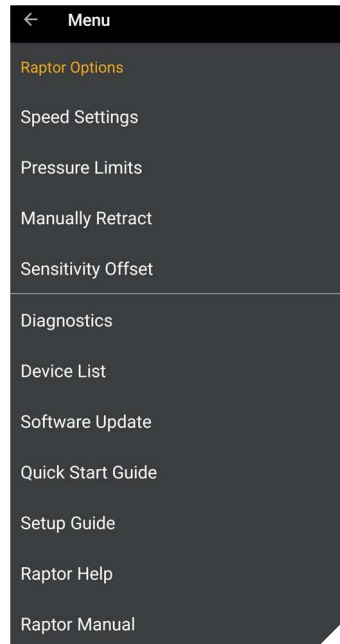 Menu
Raptor Options
Speed Settings
Pressure Limits
Manually Retract
Sensitivity Offset
Diagnostics
Device List
Software Update
Quick Start Guide
Setup Guide
Raptor Help
Raptor Manual